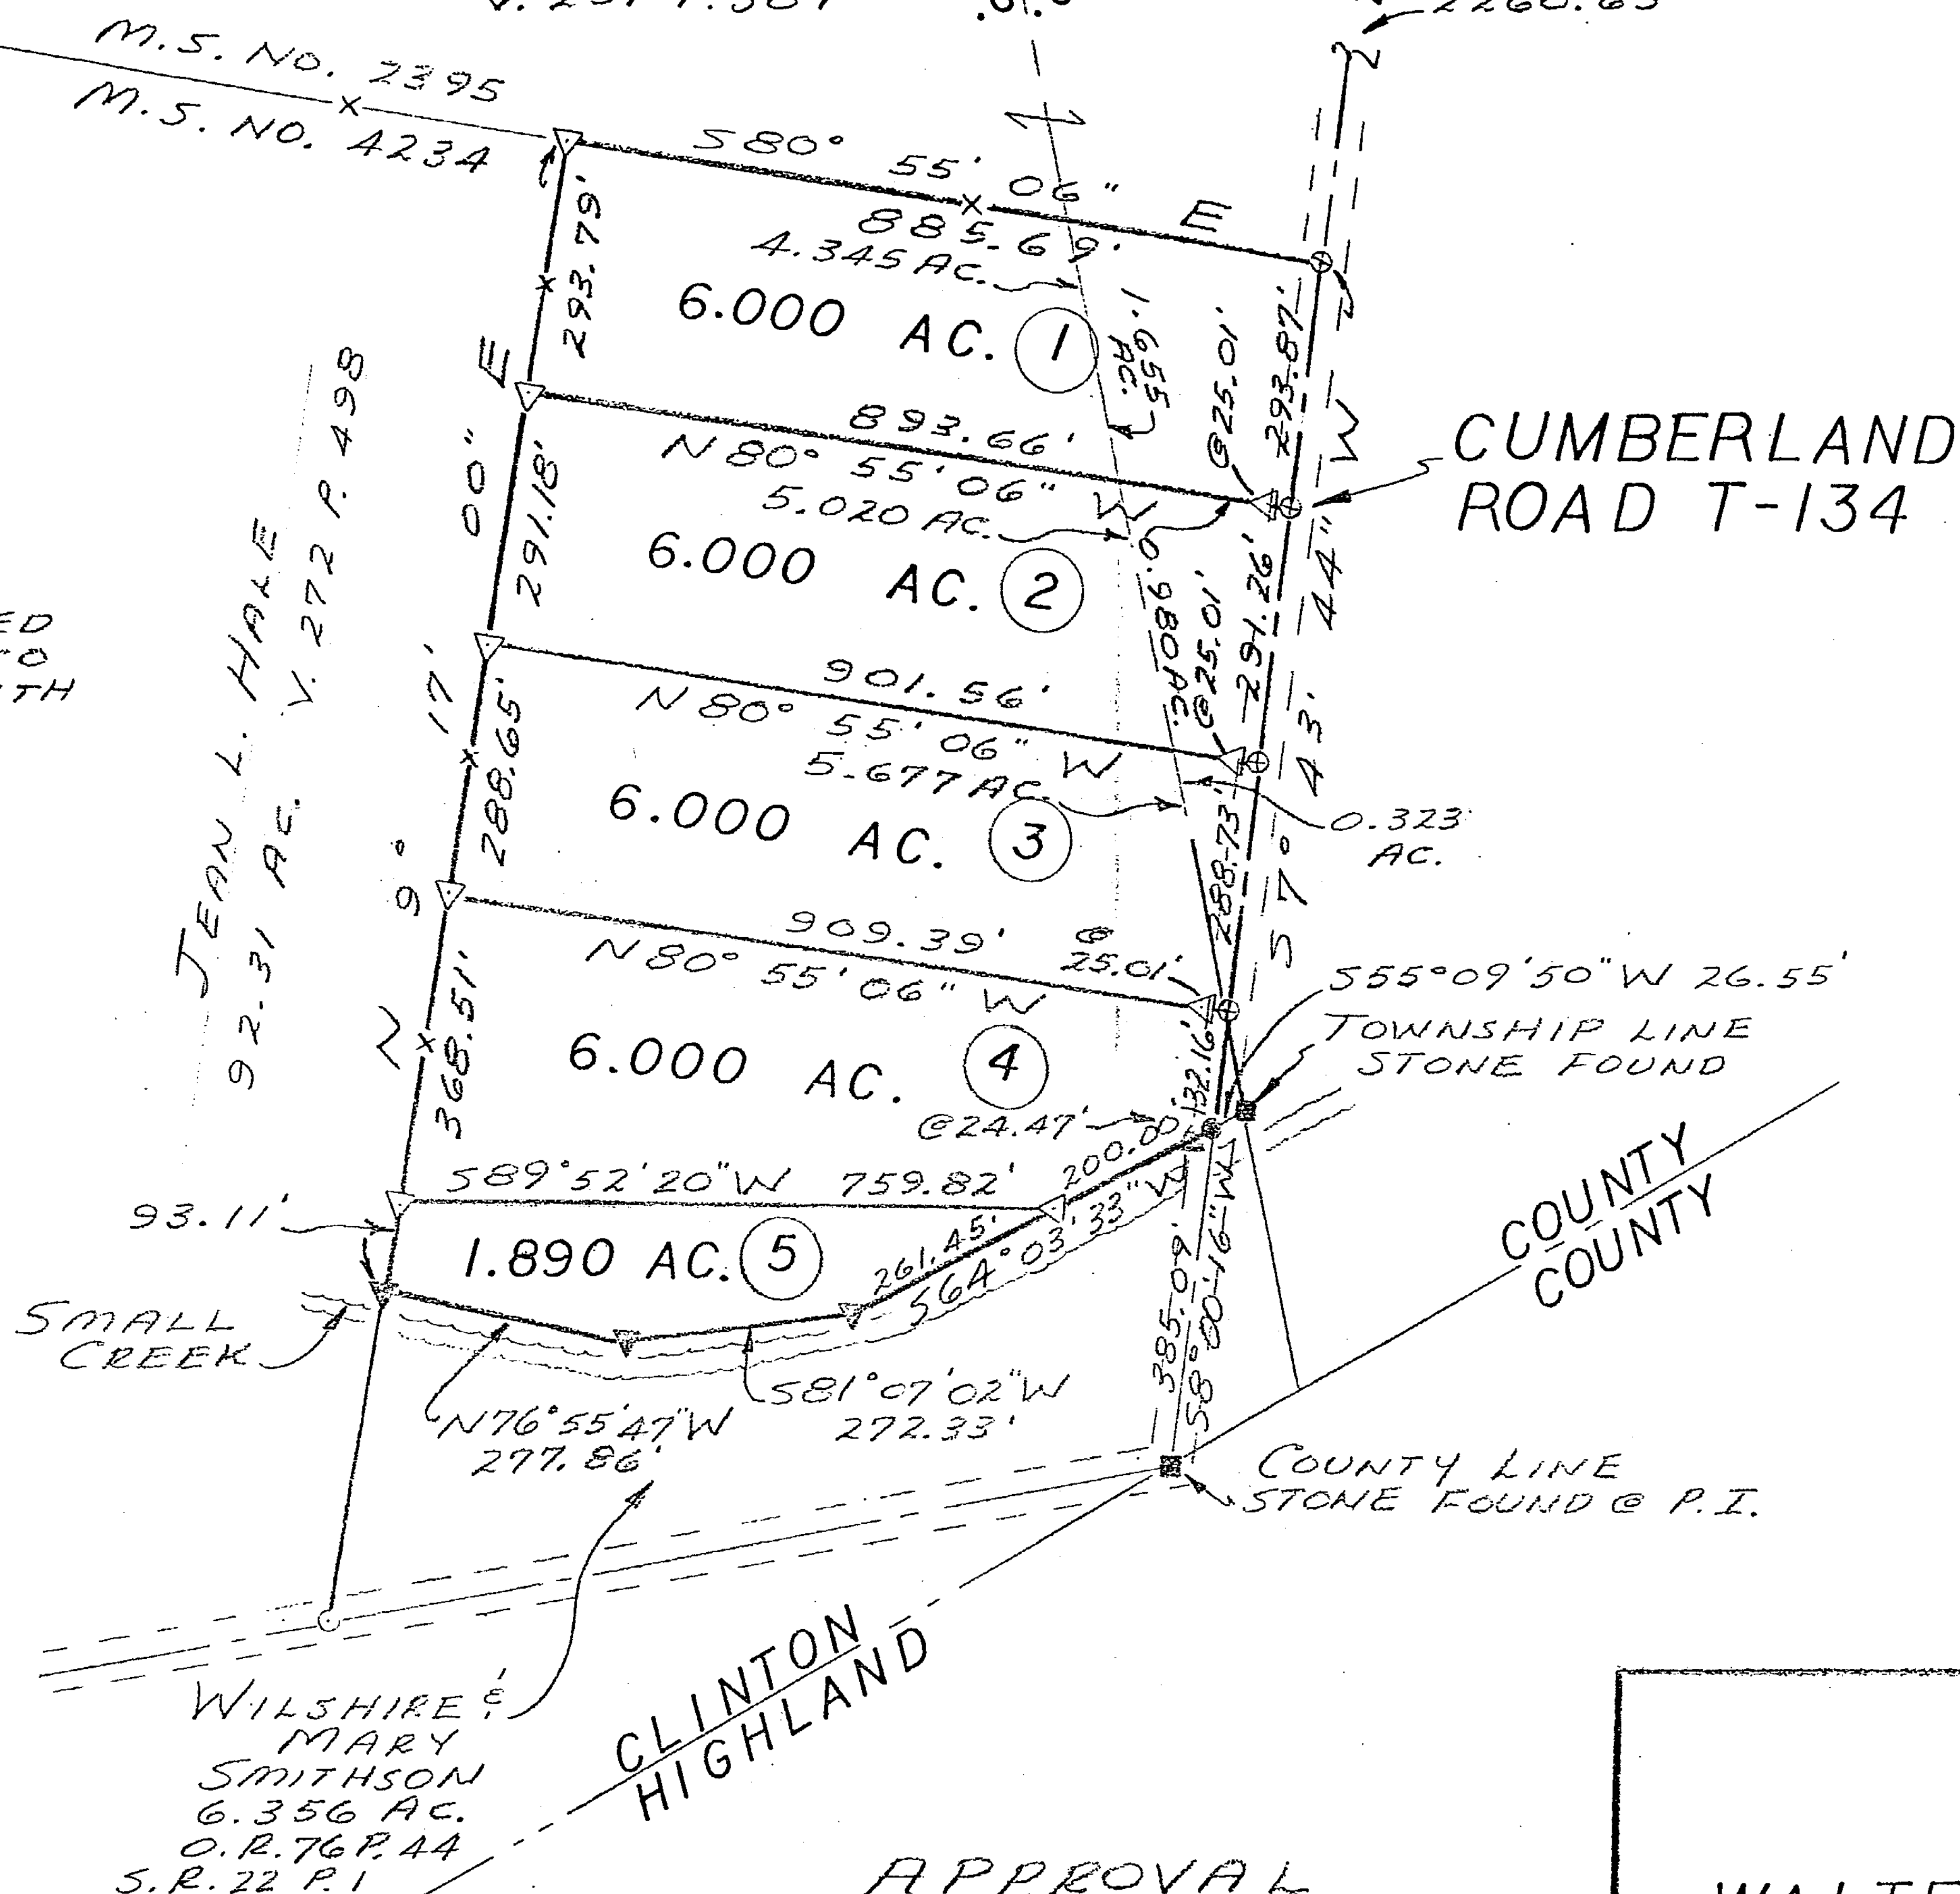 2260.65
M.S. NO. 2395
M.S. NO. 4234
S80° 55' 06" E
885.69'
4.345 AC.
293.79'
6.000 AC. 1
1.655
AC.
@25.01'
293.87'
CUMBERLAND
ROAD T-134
893.66'
N80° 55' 06" W
5.020 AC.
291.18'
6.000 AC. 2
0.980 AC.
@25.01'
291.26'
901.56'
N80° 55' 06" W
5.677 AC.
288.65'
6.000 AC. 3
288.73'
0.323
AC.
S 7° 43' 44" W
N 9° 17' 00" E
JEAN L. HALE
92.31 AC. V. 272 P. 498
ED
TO
ITH
909.39'
N80° 55' 06" W
@
25.01'
368.51'
6.000 AC. 4
132.16'
@24.47'
S55°09'50"W 26.55'
TOWNSHIP LINE
STONE FOUND
S89°52'20"W 759.82'
200.00'
93.11'
1.890 AC. 5
261.45'
S64°03'33"W
SMALL
CREEK
N76°55'47"W
277.86'
S81°07'02"W
272.33'
385.09'
S8°00'16"W
COUNTY
COUNTY
COUNTY LINE
STONE FOUND @ P.I.
CLINTON
HIGHLAND
WILSHIRE &
MARY
SMITHSON
6.356 AC.
O.R. 76 P. 44
S.R. 22 P. 1
APPROVAL